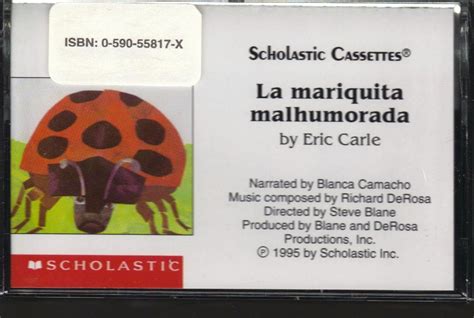 ISBN: 0-590-55817-X
SCHOLASTIC CASSETTES®
La mariquita
malhumorada
by Eric Carle
Narrated by Blanca Camacho
Music composed by Richard DeRosa
Directed by Steve Blane
Produced by Blane and DeRosa
Productions, Inc.
℗ 1995 by Scholastic Inc.
SCHOLASTIC